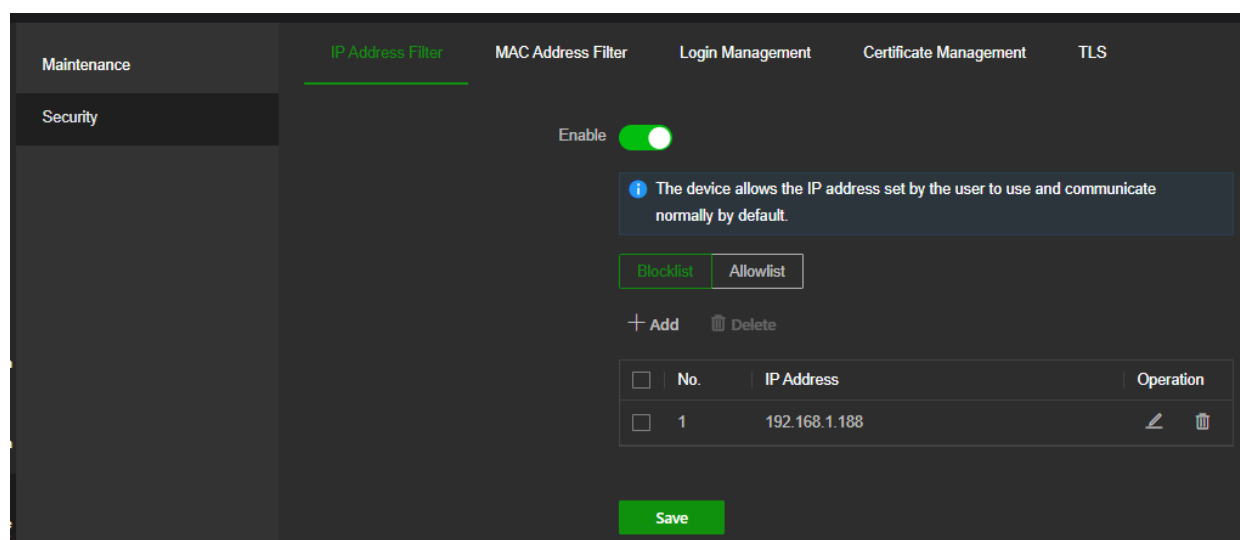 IP Address Filter MAC Address Filter Login Management Certificate Management TLS
Maintenance
Security
Enable
The device allows the IP address set by the user to use and communicate
normally by default.
Blocklist Allowlist
Add Delete
No. IP Address Operation
1 192.168.1.188
Save